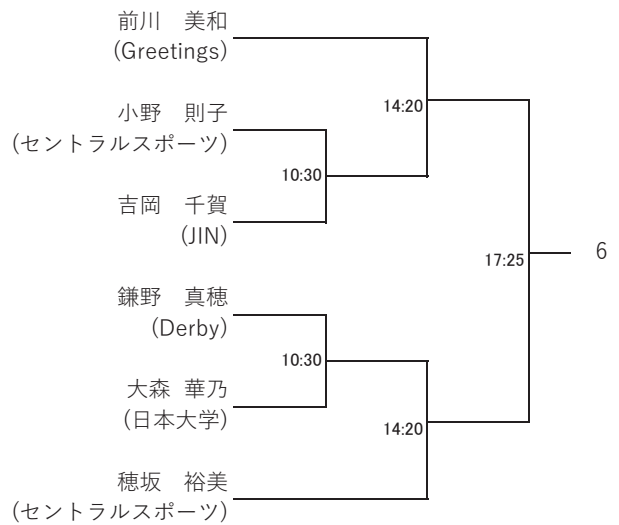 前川　美和
(Greetings)
14:20
小野　則子
(セントラルスポーツ)
10:30
吉岡　千賀
(JIN)
17:25
6
鎌野　真穂
(Derby)
10:30
大森 華乃
(日本大学)
14:20
穂坂　裕美
(セントラルスポーツ)